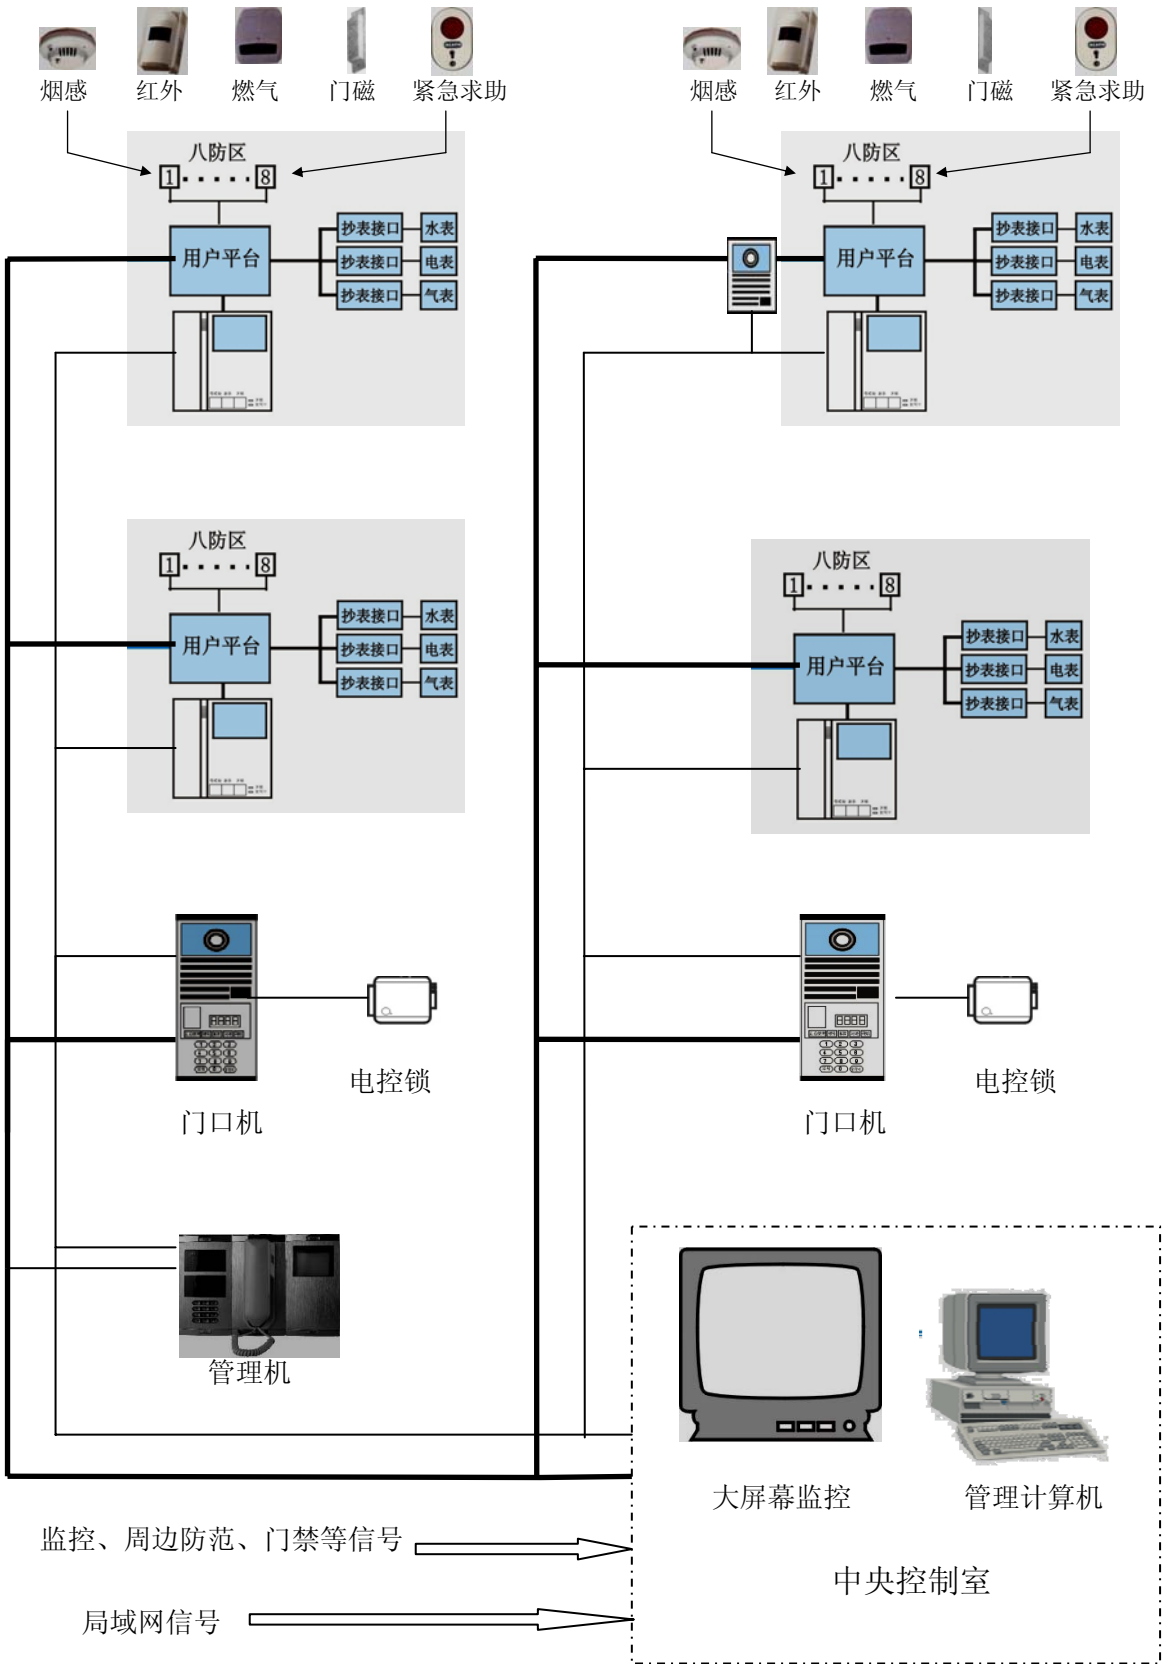 烟感 红外 燃气 门磁 紧急求助
烟感 红外 燃气 门磁 紧急求助
八防区
1 8
用户平台
抄表接口 水表
抄表接口 电表
抄表接口 气表
八防区
1 8
用户平台
抄表接口 水表
抄表接口 电表
抄表接口 气表
八防区
1 8
用户平台
抄表接口 水表
抄表接口 电表
抄表接口 气表
八防区
1 8
用户平台
抄表接口 水表
抄表接口 电表
抄表接口 气表
电控锁
门口机
电控锁
门口机
管理机
大屏幕监控
管理计算机
监控、周边防范、门禁等信号
中央控制室
局域网信号